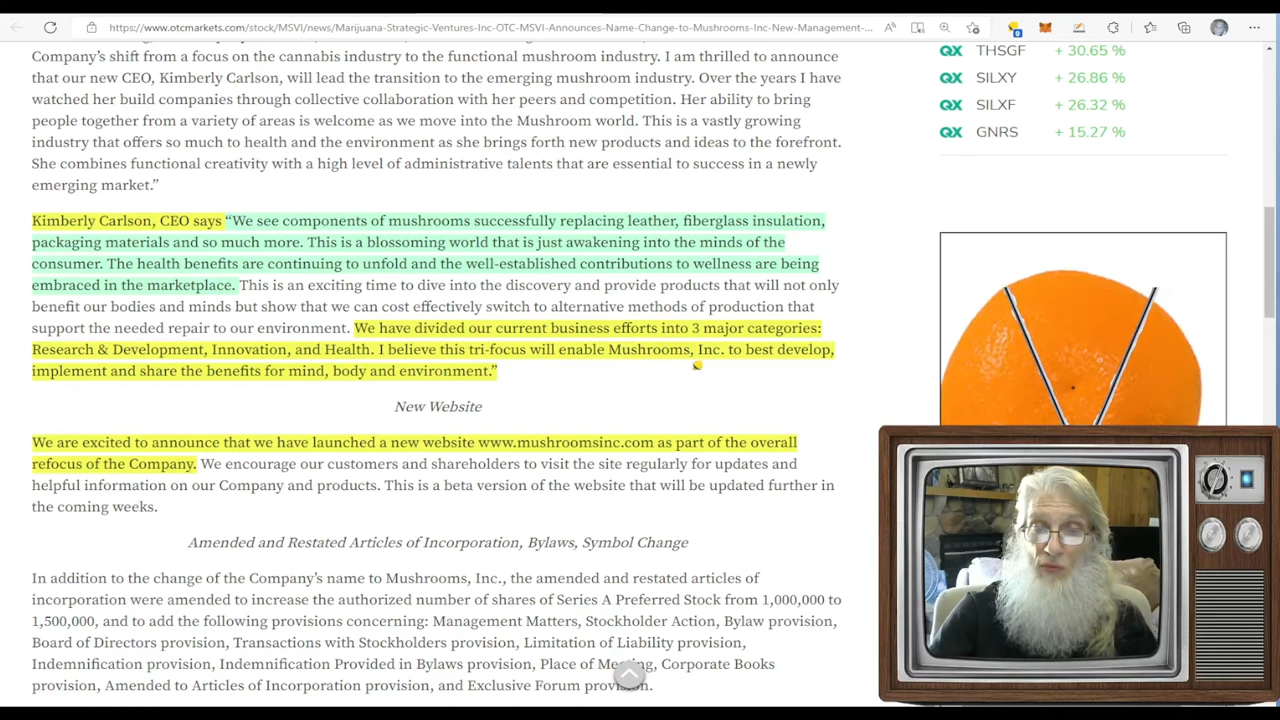 https://www.otcmarkets.com/stock/MSVI/news/Marijuana-Strategic-Ventures-Inc-OTC-MSVI-Announces-Name-Change-to-Mushrooms-Inc-New-Management-...
Company's shift from a focus on the cannabis industry to the functional mushroom industry. I am thrilled to announce
that our new CEO, Kimberly Carlson, will lead the transition to the emerging mushroom industry. Over the years I have
watched her build companies through collective collaboration with her peers and competition. Her ability to bring
people together from a variety of areas is welcome as we move into the Mushroom world. This is a vastly growing
industry that offers so much to health and the environment as she brings forth new products and ideas to the forefront.
She combines functional creativity with a high level of administrative talents that are essential to success in a newly
emerging market.”
Kimberly Carlson, CEO says “We see components of mushrooms successfully replacing leather, fiberglass insulation,
packaging materials and so much more. This is a blossoming world that is just awakening into the minds of the
consumer. The health benefits are continuing to unfold and the well-established contributions to wellness are being
embraced in the marketplace. This is an exciting time to dive into the discovery and provide products that will not only
benefit our bodies and minds but show that we can cost effectively switch to alternative methods of production that
support the needed repair to our environment. We have divided our current business efforts into 3 major categories:
Research & Development, Innovation, and Health. I believe this tri-focus will enable Mushrooms, Inc. to best develop,
implement and share the benefits for mind, body and environment.”
New Website
We are excited to announce that we have launched a new website www.mushroomsinc.com as part of the overall
refocus of the Company. We encourage our customers and shareholders to visit the site regularly for updates and
helpful information on our Company and products. This is a beta version of the website that will be updated further in
the coming weeks.
Amended and Restated Articles of Incorporation, Bylaws, Symbol Change
In addition to the change of the Company's name to Mushrooms, Inc., the amended and restated articles of
incorporation were amended to increase the authorized number of shares of Series A Preferred Stock from 1,000,000 to
1,500,000, and to add the following provisions concerning: Management Matters, Stockholder Action, Bylaw provision,
Board of Directors provision, Transactions with Stockholders provision, Limitation of Liability provision,
Indemnification provision, Indemnification Provided in Bylaws provision, Place of Meeting, Corporate Books
provision, Amended to Articles of Incorporation provision, and Exclusive Forum provision.
QX THSGF + 30.65 %
QX SILXY + 26.86 %
QX SILXF + 26.32 %
QX GNRS + 15.27 %